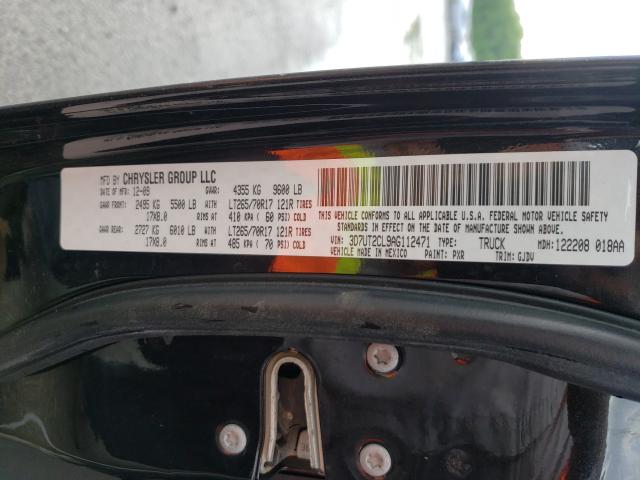 MFD BY CHRYSLER GROUP LLC
DATE OF MFR 12-09 GVWR: 4355 KG 9600 LB
GAWR FRONT: 2495 KG 5500 LB WITH LT265/70R17 121R TIRES
17X8.0 RIMS AT 410 KPA ( 60 PSI/ COLD)
GAWR REAR: 2727 KG 6010 LB WITH LT265/70R17 121R TIRES
17X8.0 RIMS AT 485 KPA ( 70 PSI/ COLD)
THIS VEHICLE CONFORMS TO ALL APPLICABLE U.S.A. FEDERAL MOTOR VEHICLE SAFETY
STANDARDS IN EFFECT ON THE DATE OF MANUFACTURE SHOWN ABOVE.
VIN: 3D7UT2CL9AG112471 TYPE: TRUCK MDH:122208 018AA
VEHICLE MADE IN MEXICO PAINT: PXR TRIM: GJDV